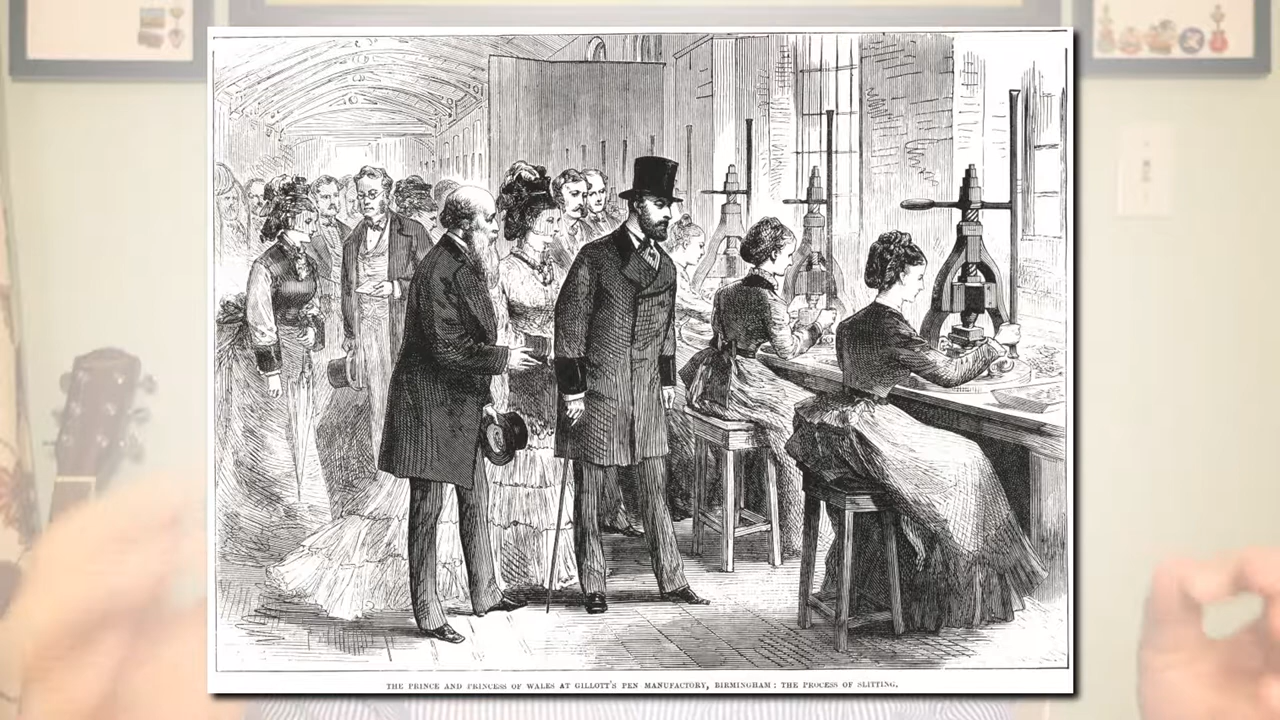 THE PRINCE AND PRINCESS OF WALES AT GILLOTT'S PEN MANUFACTORY, BIRMINGHAM: THE PROCESS OF SLITTING.